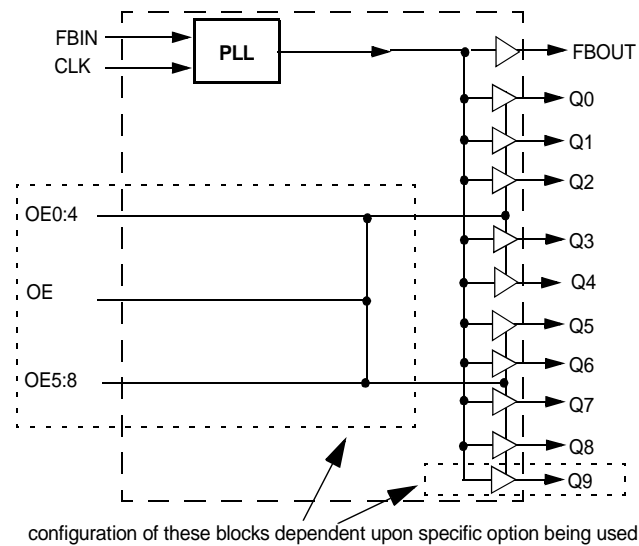 FBIN
CLK
PLL
FBOUT
Q0
Q1
Q2
OE0:4
Q3
Q4
OE
Q5
Q6
OE5:8
Q7
Q8
Q9
configuration of these blocks dependent upon specific option being used